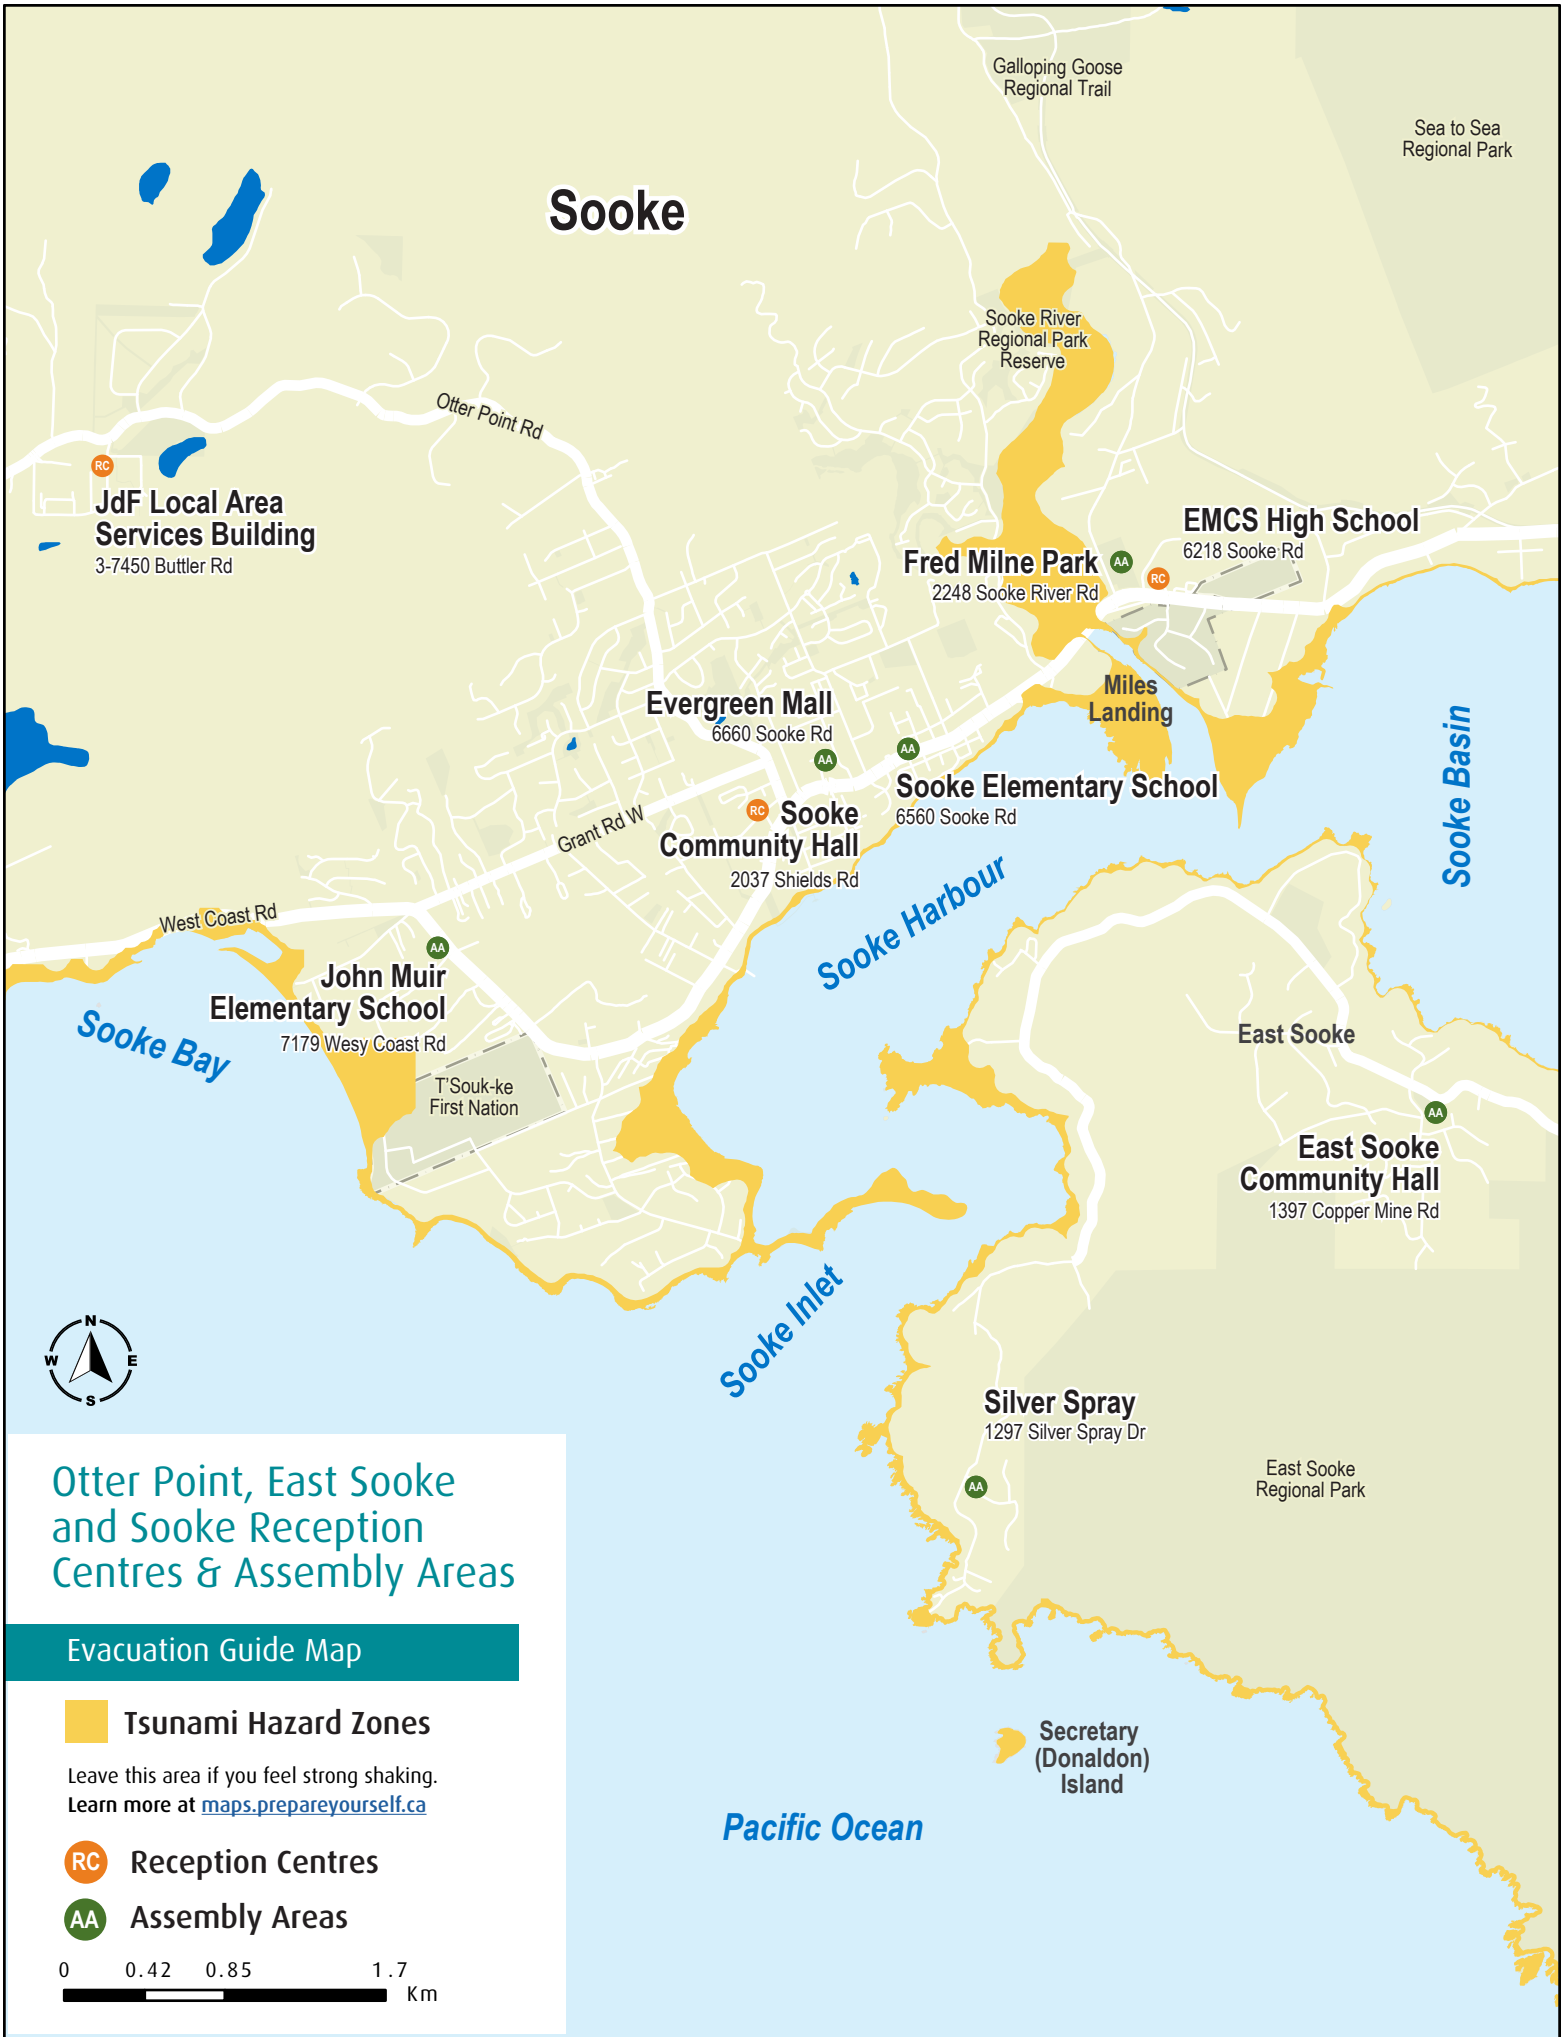 Galloping Goose
Regional Trail
Sea to Sea
Regional Park
Sooke
Sooke River
Regional Park
Reserve
Otter Point Rd
RC
JdF Local Area
Services Building
3-7450 Buttler Rd
EMCS High School
6218 Sooke Rd
RC
Fred Milne Park
AA
2248 Sooke River Rd
Miles
Landing
Evergreen Mall
6660 Sooke Rd
AA
AA
Sooke Elementary School
6560 Sooke Rd
RC
Sooke
Community Hall
2037 Shields Rd
Grant Rd W
Sooke Basin
Sooke Harbour
West Coast Rd
AA
John Muir
Elementary School
7179 Wesy Coast Rd
Sooke Bay
T'Souk-ke
First Nation
East Sooke
AA
East Sooke
Community Hall
1397 Copper Mine Rd
Sooke Inlet
N
W
E
S
Silver Spray
1297 Silver Spray Dr
AA
East Sooke
Regional Park
Secretary
(Donaldon)
Island
Pacific Ocean
Otter Point, East Sooke
and Sooke Reception
Centres & Assembly Areas
Evacuation Guide Map
Tsunami Hazard Zones
Leave this area if you feel strong shaking.
Learn more at maps.prepareyourself.ca
RC Reception Centres
AA Assembly Areas
0 0.42 0.85 1.7
Km